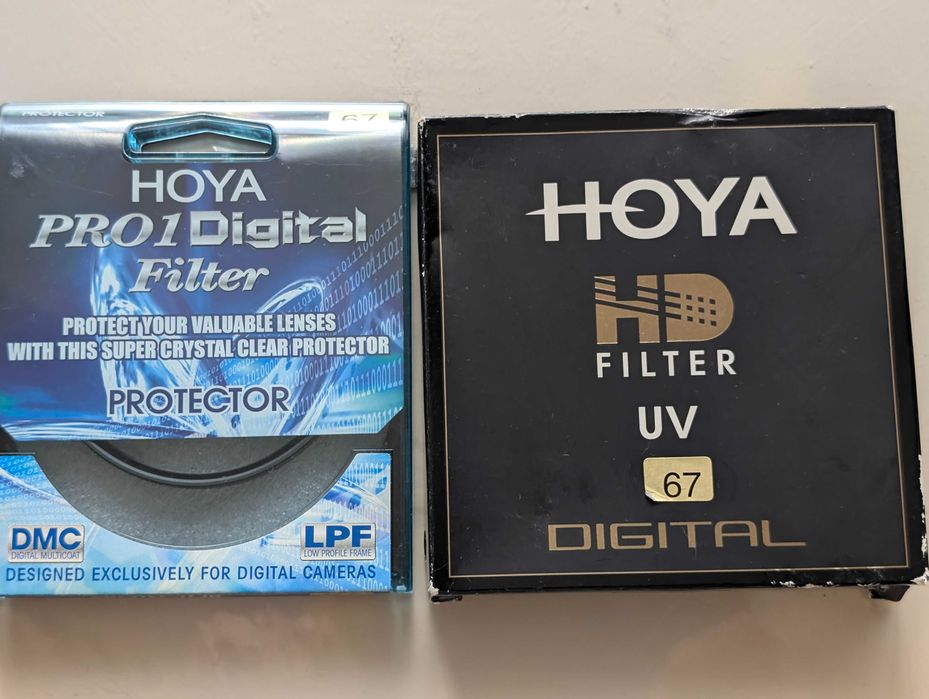 PROTECTOR
67
HOYA
PRO1 Digital
Filter
PROTECT YOUR VALUABLE LENSES
WITH THIS SUPER CRYSTAL CLEAR PROTECTOR
PROTECTOR
DMC
DIGITAL MULTICOAT
LPF
LOW PROFILE FRAME
DESIGNED EXCLUSIVELY FOR DIGITAL CAMERAS
HOYA
HD
FILTER
UV
67
DIGITAL